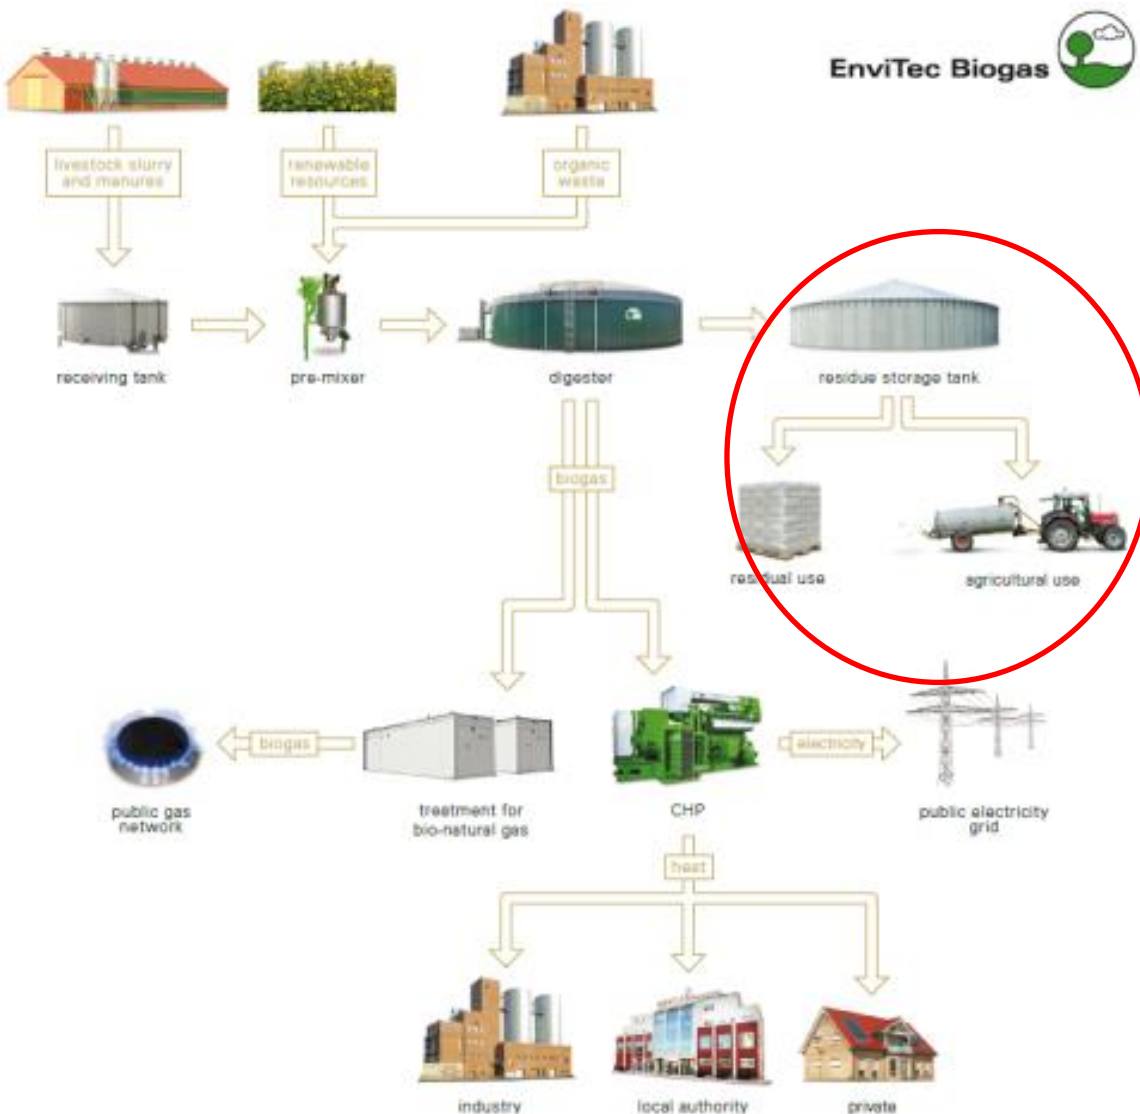 EnviTec Biogas
livestock slurry
and manures
renewable
resources
organic
waste
receiving tank
pre-mixer
digester
residue storage tank
biogas
residual use
agricultural use
biogas
electricity
public gas
network
treatment for
bio-natural gas
CHP
public electricity
grid
heat
industry
local authority
private